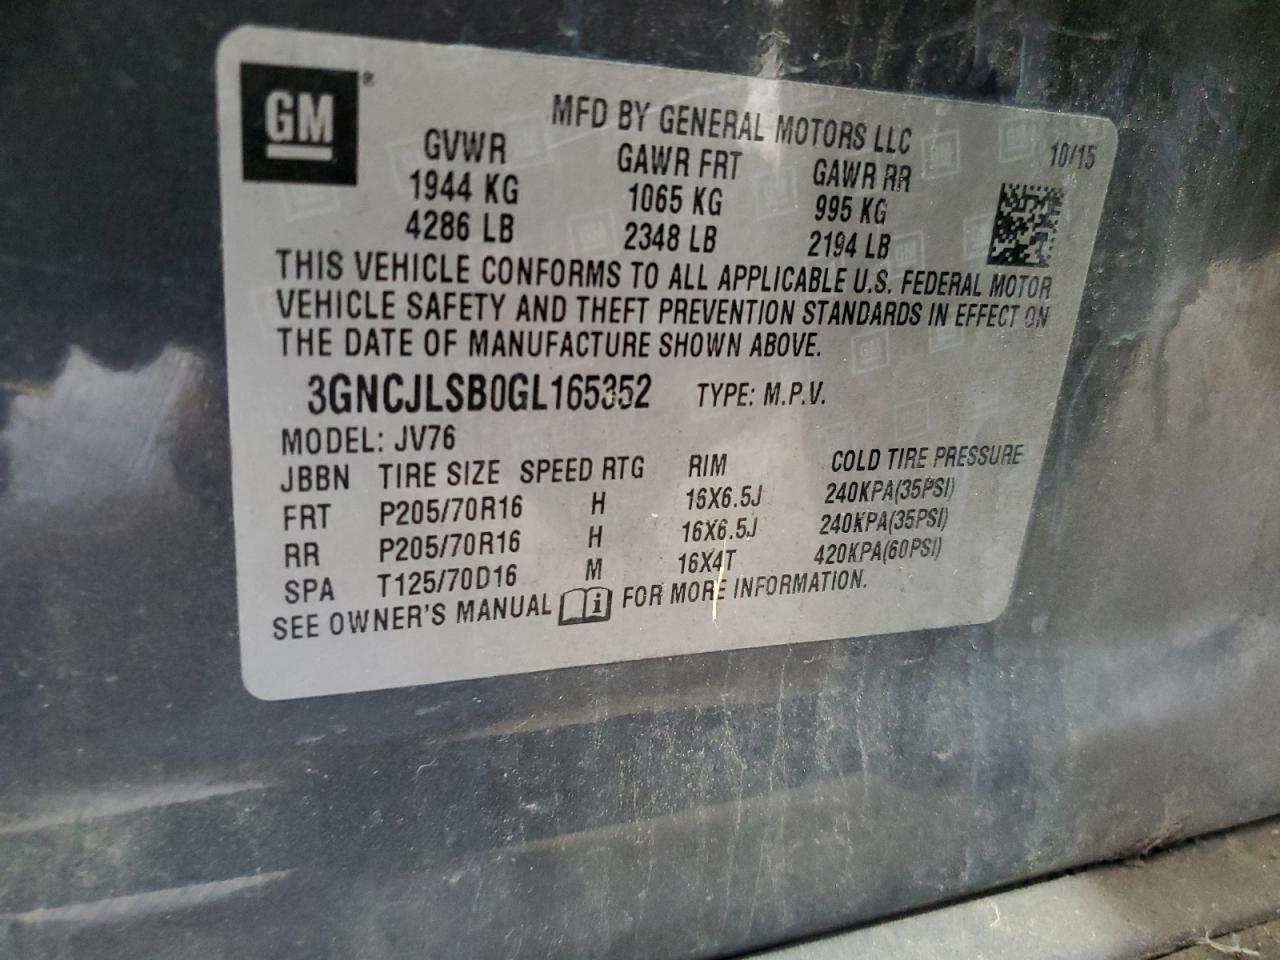 GM®
MFD BY GENERAL MOTORS LLC
10/15
GVWR GAWR FRT GAWR RR
1944 KG 1065 KG 995 KG
4286 LB 2348 LB 2194 LB
THIS VEHICLE CONFORMS TO ALL APPLICABLE U.S. FEDERAL MOTOR
VEHICLE SAFETY AND THEFT PREVENTION STANDARDS IN EFFECT ON
THE DATE OF MANUFACTURE SHOWN ABOVE.
3GNCJLSB0GL165352 TYPE: M.P.V.
MODEL: JV76
JBBN TIRE SIZE SPEED RTG RIM COLD TIRE PRESSURE
FRT P205/70R16 H 16X6.5J 240KPA(35PSI)
RR P205/70R16 H 16X6.5J 240KPA(35PSI)
SPA T125/70D16 M 16X4T 420KPA(60PSI)
SEE OWNER'S MANUAL i FOR MORE INFORMATION.